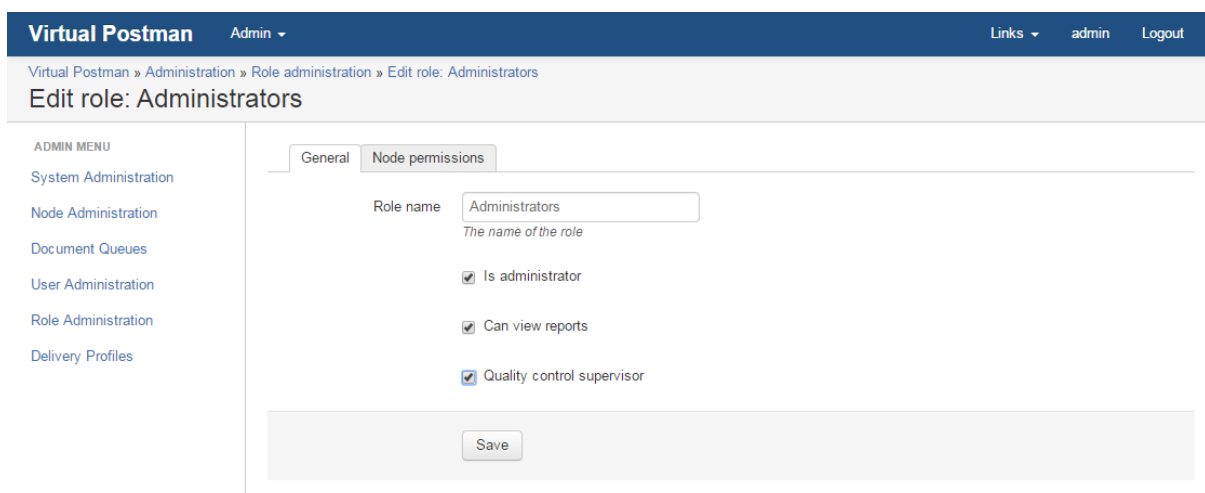 Virtual Postman Admin Links admin Logout
Virtual Postman » Administration » Role administration » Edit role: Administrators
Edit role: Administrators
ADMIN MENU
System Administration
Node Administration
Document Queues
User Administration
Role Administration
Delivery Profiles
General Node permissions
Role name Administrators
The name of the role
Is administrator
Can view reports
Quality control supervisor
Save